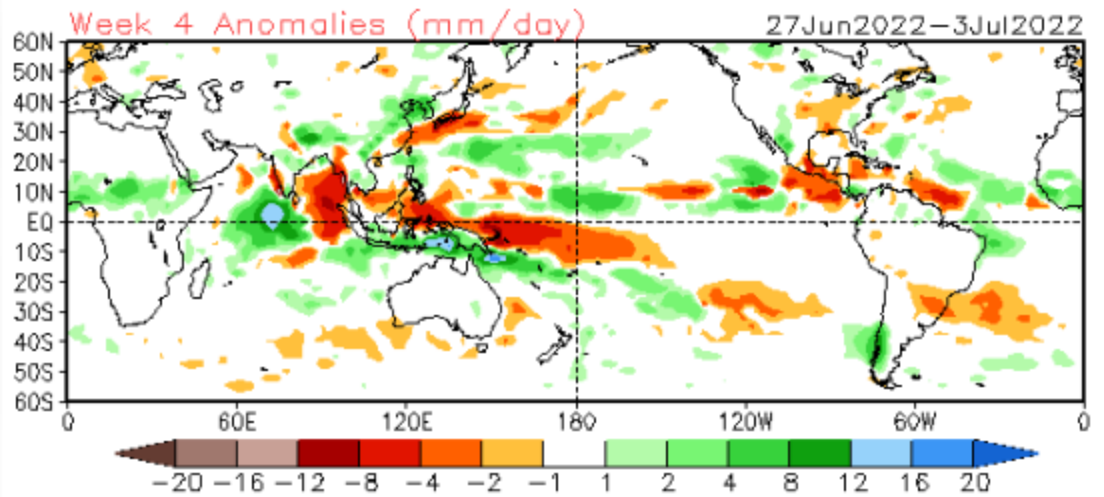 Week 4 Anomalies (mm/day) 27Jun2022−3Jul2022
60N
50N
40N
30N
20N
10N
EQ
10S
20S
30S
40S
50S
60S
0 60E 120E 180 120W 60W 0
−20 −16 −12 −8 −4 −2 −1 1 2 4 8 12 16 20